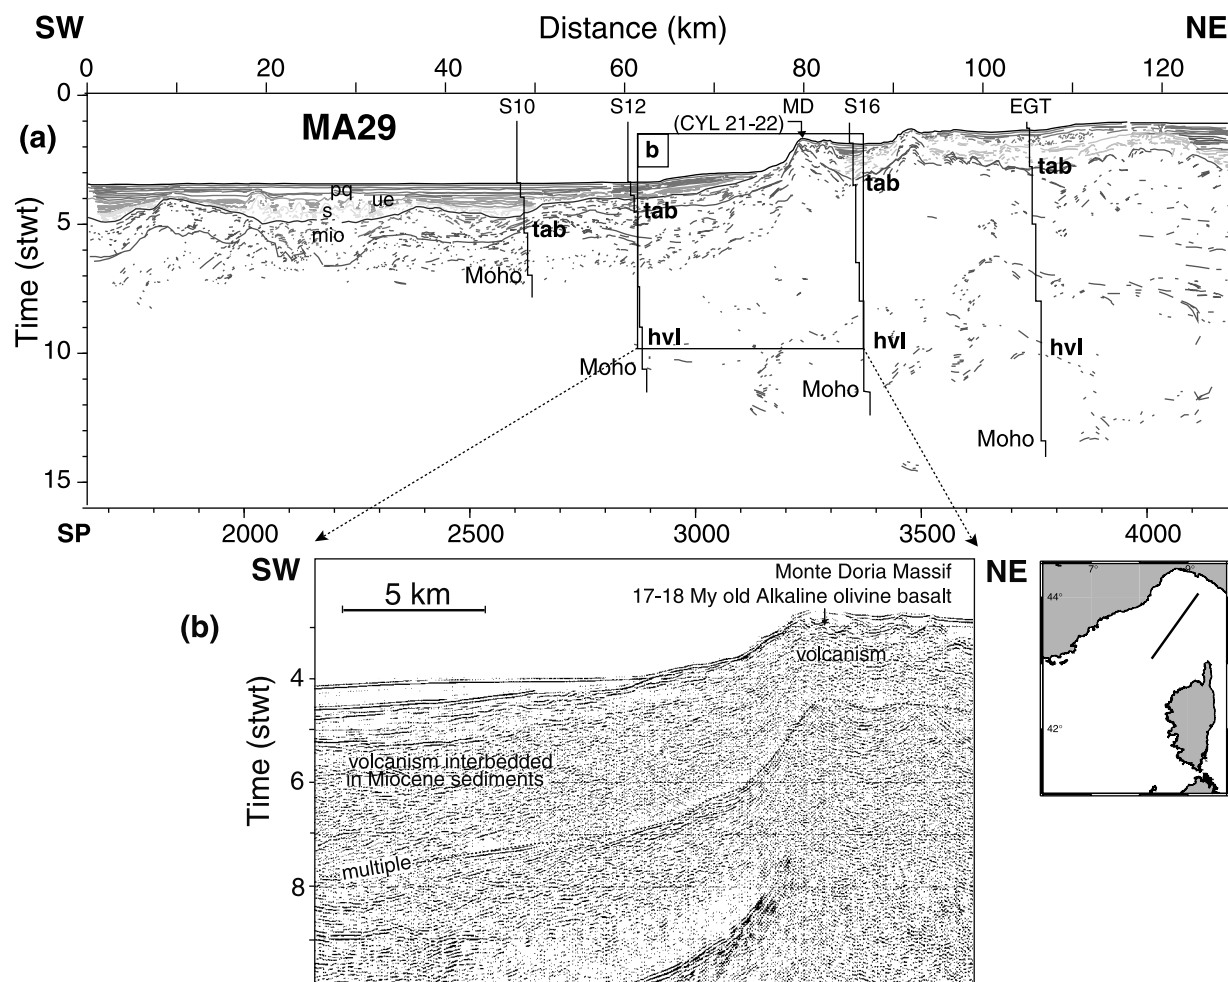 SW Distance (km) NE
0 20 40 60 80 100 120
S10 S12 MD S16 EGT
(CYL 21-22)
(a) MA29 b
Time (stwt)
0
5
10
15
pq
ue
s
mio
tab
tab
tab
tab
Moho
hvl
hvl
hvl
Moho
Moho
Moho
SP 2000 2500 3000 3500 4000
SW NE
5 km
Monte Doria Massif
17-18 My old Alkaline olivine basalt
(b)
volcanism
Time (stwt)
4
6
8
volcanism interbedded
in Miocene sediments
multiple
7° 9°
44°
42°